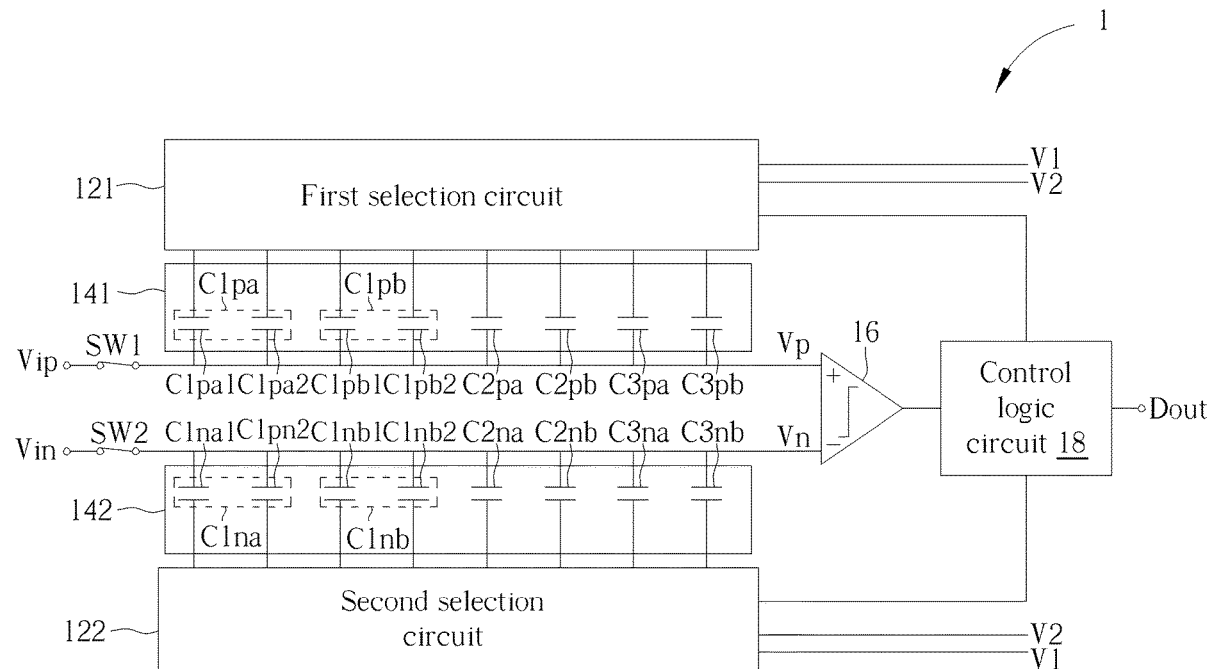 1
V1
121
First selection circuit
V2
C1pa
C1pb
141
Vp
16
Vip
SW1
C1pa1
C1pa2
C1pb1
C1pb2
C2pa
C2pb
C3pa
C3pb
+
Control
logic
circuit 18
Dout
Vin
SW2
C1na1
C1pn2
C1nb1
C1nb2
C2na
C2nb
C3na
C3nb
Vn
−
142
C1na
C1nb
122
Second selection
circuit
V2
V1